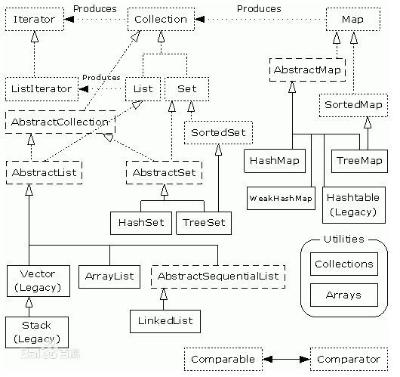 Iterator
Produces
Collection
Produces
Map
ListIterator
Produces
List
Set
AbstractMap
AbstractCollection
SortedSet
SortedMap
AbstractList
AbstractSet
HashMap
TreeMap
WeakHashMap
Hashtable
(Legacy)
HashSet
TreeSet
Utilities
Collections
Arrays
Vector
(Legacy)
ArrayList
AbstractSequentialList
Stack
(Legacy)
LinkedList
Comparable
Comparator